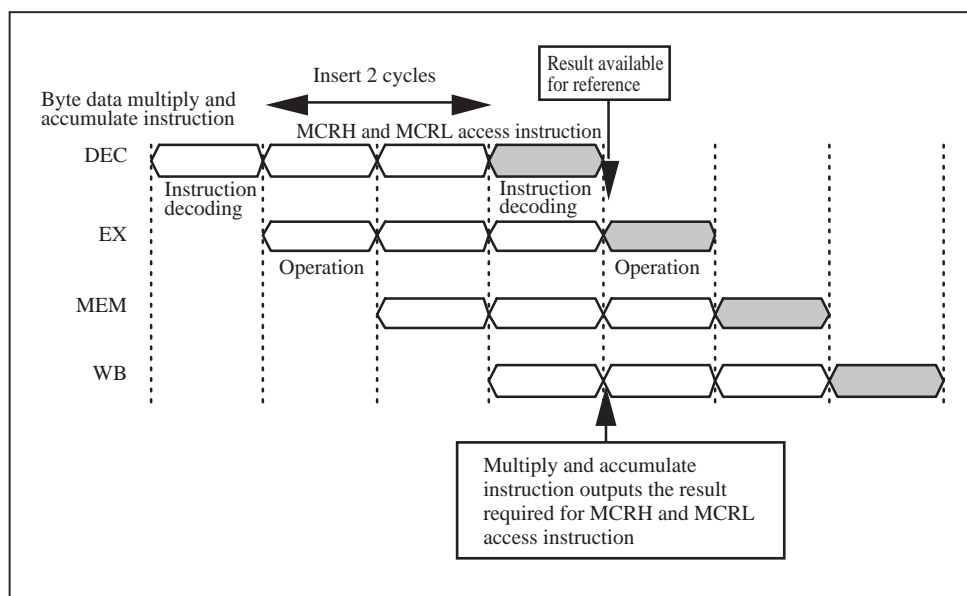 Insert 2 cycles
Result available
for reference
Byte data multiply and
accumulate instruction
MCRH and MCRL access instruction
DEC
Instruction
decoding
Instruction
decoding
EX
Operation
Operation
MEM
WB
Multiply and accumulate
instruction outputs the result
required for MCRH and MCRL
access instruction